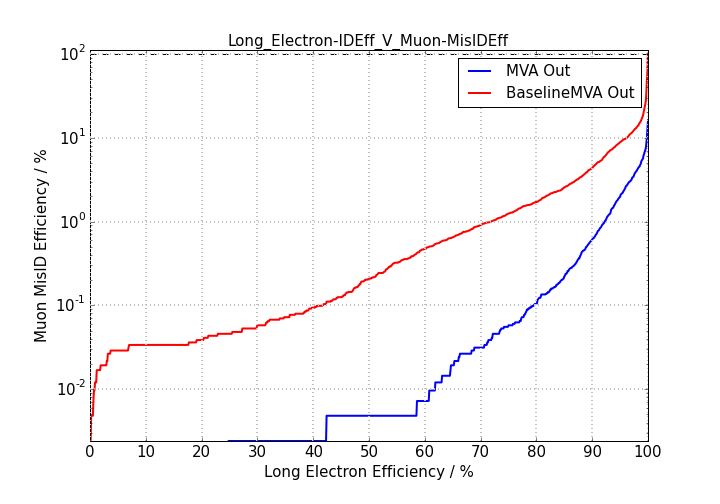 Long_Electron-IDEff_V_Muon-MisIDEff
MVA Out
BaselineMVA Out
Muon MisID Efficiency / %
10²
10¹
10⁰
10⁻¹
10⁻²
0 10 20 30 40 50 60 70 80 90 100
Long Electron Efficiency / %